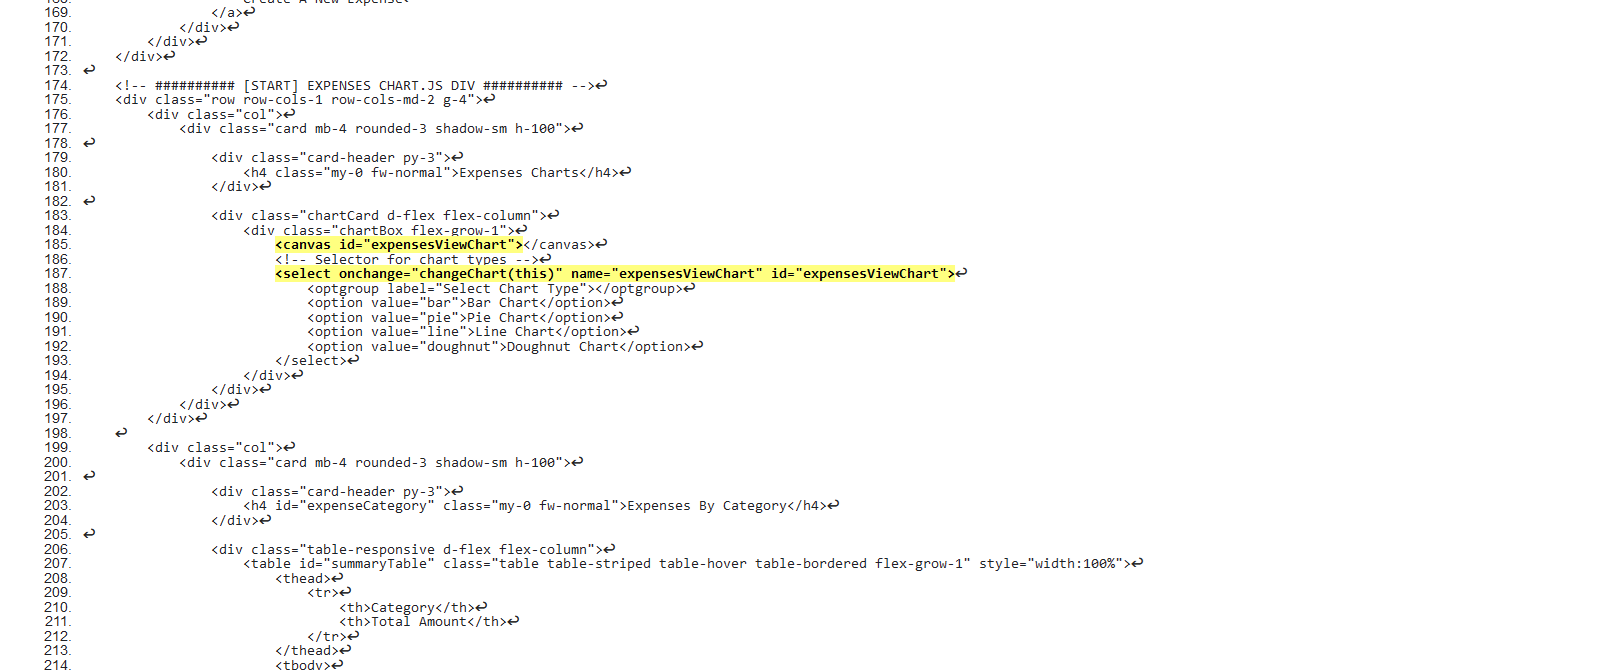 Create A New Expense
169. </a>↩
170. </div>↩
171. </div>↩
172. </div>↩
173. ↩
174. <!-- ########## [START] EXPENSES CHART.JS DIV ########## -->↩
175. <div class="row row-cols-1 row-cols-md-2 g-4">↩
176. <div class="col">↩
177. <div class="card mb-4 rounded-3 shadow-sm h-100">↩
178. ↩
179. <div class="card-header py-3">↩
180. <h4 class="my-0 fw-normal">Expenses Charts</h4>↩
181. </div>↩
182. ↩
183. <div class="chartCard d-flex flex-column">↩
184. <div class="chartBox flex-grow-1">↩
185. <canvas id="expensesViewChart"></canvas>↩
186. <!-- Selector for chart types -->↩
187. <select onchange="changeChart(this)" name="expensesViewChart" id="expensesViewChart">↩
188. <optgroup label="Select Chart Type"></optgroup>↩
189. <option value="bar">Bar Chart</option>↩
190. <option value="pie">Pie Chart</option>↩
191. <option value="line">Line Chart</option>↩
192. <option value="doughnut">Doughnut Chart</option>↩
193. </select>↩
194. </div>↩
195. </div>↩
196. </div>↩
197. </div>↩
198. ↩
199. <div class="col">↩
200. <div class="card mb-4 rounded-3 shadow-sm h-100">↩
201. ↩
202. <div class="card-header py-3">↩
203. <h4 id="expenseCategory" class="my-0 fw-normal">Expenses By Category</h4>↩
204. </div>↩
205. ↩
206. <div class="table-responsive d-flex flex-column">↩
207. <table id="summaryTable" class="table table-striped table-hover table-bordered flex-grow-1" style="width:100%">↩
208. <thead>↩
209. <tr>↩
210. <th>Category</th>↩
211. <th>Total Amount</th>↩
212. </tr>↩
213. </thead>↩
214. <tbody>↩